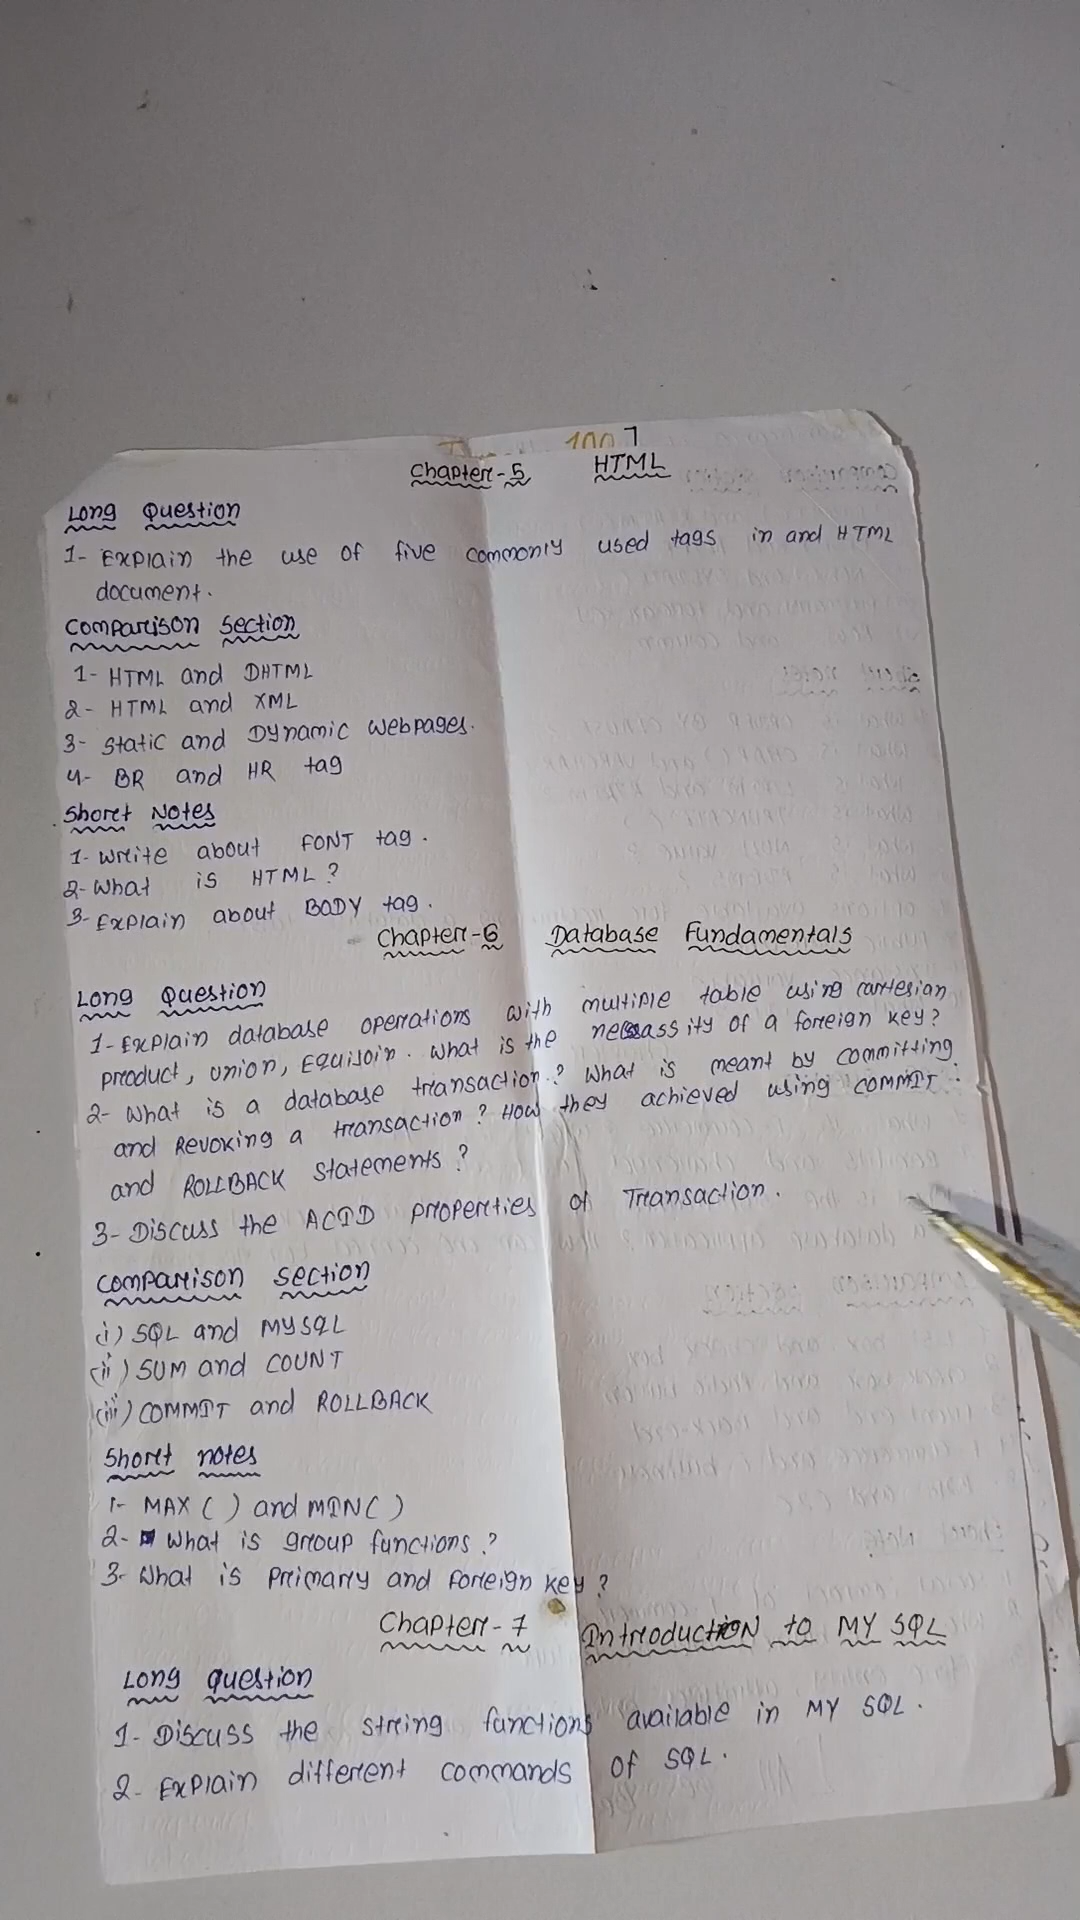 Chapter-5 HTML
Long Question
1- Explain the use of five commonly used tags in and HTML
document.
Comparison Section
1- HTML and DHTML
2- HTML and XML
3- Static and Dynamic Webpages.
4- BR and HR tag
Short Notes
1- Write about FONT tag.
2- What is HTML?
3- Explain about BODY tag.
Chapter-6 Database Fundamentals
Long Question
1- Explain database operations with multiple table using cartesian
product, union, Equijoin. What is the necassity of a foreign key?
2- What is a database transaction? What is meant by committing
and Revoking a transaction? How they achieved using COMMIT
and ROLLBACK statements?
3- Discuss the ACID properties of Transaction.
Comparison section
(i) SQL and MYSQL
(ii) SUM and COUNT
(iii) COMMIT and ROLLBACK
Short notes
1- MAX ( ) and MIN( )
2- What is group functions?
3- What is Primary and foreign key?
Chapter-7 Introduction to MY SQL
Long question
1- Discuss the string functions available in MY SQL.
2- Explain different commands of SQL.